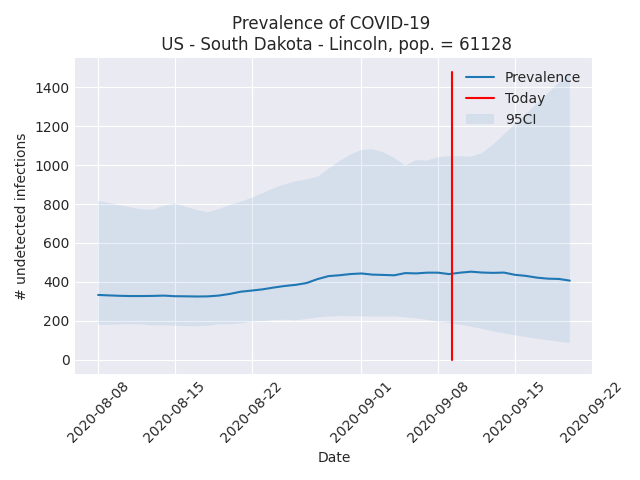 Prevalence of COVID-19
US - South Dakota - Lincoln, pop. = 61128
Prevalence
Today
95CI
1400
1200
1000
800
600
400
200
0
# undetected infections
2020-08-08
2020-08-15
2020-08-22
2020-09-01
2020-09-08
2020-09-15
2020-09-22
Date